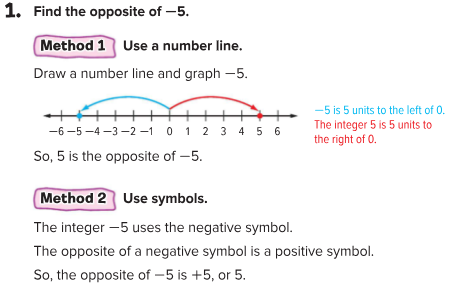 1. Find the opposite of −5.
Method 1 Use a number line.
Draw a number line and graph −5.
−5 is 5 units to the left of 0.
The integer 5 is 5 units to
the right of 0.
−6 −5 −4 −3 −2 −1 0 1 2 3 4 5 6
So, 5 is the opposite of −5.
Method 2 Use symbols.
The integer −5 uses the negative symbol.
The opposite of a negative symbol is a positive symbol.
So, the opposite of −5 is +5, or 5.